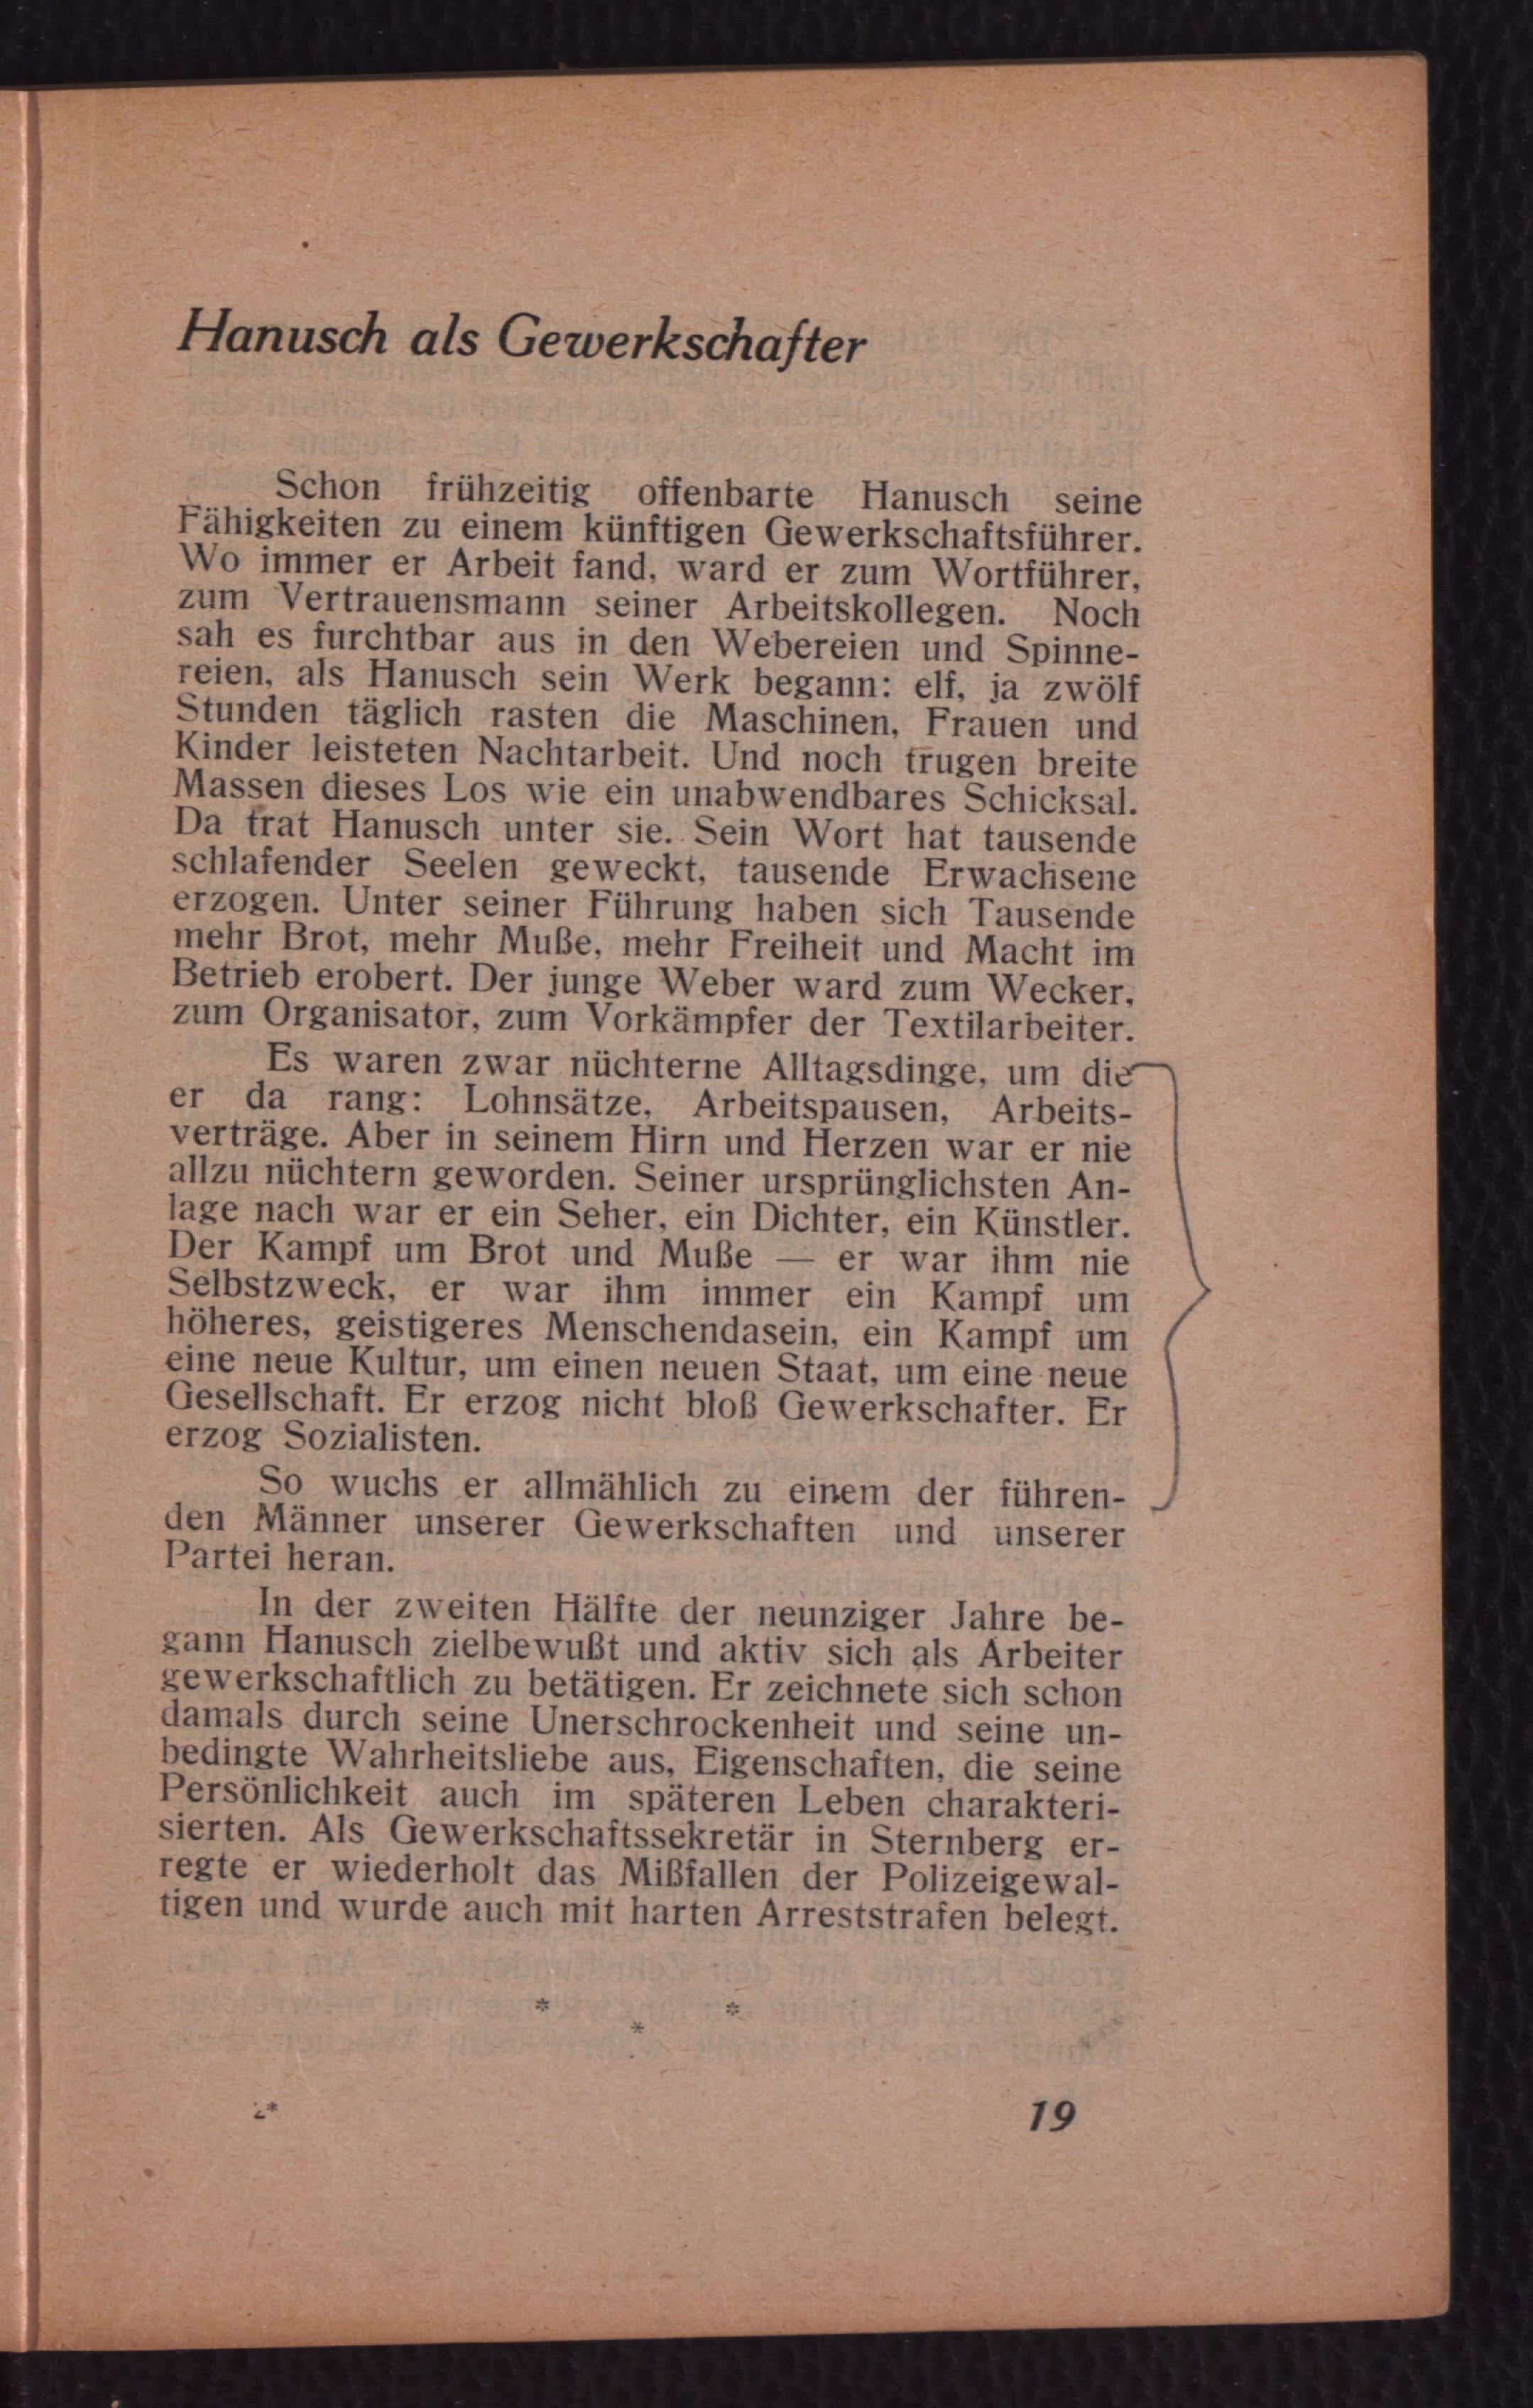 Hanusch als Gewerkschafter
Schon frühzeitig offenbarte Hanusch seine
Fähigkeiten zu einem künftigen Gewerkschaftsführer.
Wo immer er Arbeit fand, ward er zum Wortführer,
zum Vertrauensmann seiner Arbeitskollegen. Noch
sah es furchtbar aus in den Webereien und Spinne-
reien, als Hanusch sein Werk begann: elf, ja zwölf
Stunden täglich rasten die Maschinen, Frauen und
Kinder leisteten Nachtarbeit. Und noch trugen breite
Massen dieses Los wie ein unabwendbares Schicksal.
Da trat Hanusch unter sie. Sein Wort hat tausende
schlafender Seelen geweckt, tausende Erwachsene
erzogen. Unter seiner Führung haben sich Tausende
mehr Brot, mehr Muße, mehr Freiheit und Macht im
Betrieb erobert. Der junge Weber ward zum Wecker,
zum Organisator, zum Vorkämpfer der Textilarbeiter.
Es waren zwar nüchterne Alltagsdinge, um die
er da rang: Lohnsätze, Arbeitspausen, Arbeits-
verträge. Aber in seinem Hirn und Herzen war er nie
allzu nüchtern geworden. Seiner ursprünglichsten An-
lage nach war er ein Seher, ein Dichter, ein Künstler.
Der Kampf um Brot und Muße — er war ihm nie
Selbstzweck, er war ihm immer ein Kampf um
höheres, geistigeres Menschendasein, ein Kampf um
eine neue Kultur, um einen neuen Staat, um eine neue
Gesellschaft. Er erzog nicht bloß Gewerkschafter. Er
erzog Sozialisten.
So wuchs er allmählich zu einem der führen-
den Männer unserer Gewerkschaften und unserer
Partei heran.
In der zweiten Hälfte der neunziger Jahre be-
gann Hanusch zielbewußt und aktiv sich als Arbeiter
gewerkschaftlich zu betätigen. Er zeichnete sich schon
damals durch seine Unerschrockenheit und seine un-
bedingte Wahrheitsliebe aus, Eigenschaften, die seine
Persönlichkeit auch im späteren Leben charakteri-
sierten. Als Gewerkschaftssekretär in Sternberg er-
regte er wiederholt das Mißfallen der Polizeigewal-
tigen und wurde auch mit harten Arreststrafen belegt.
* * *
2* 19